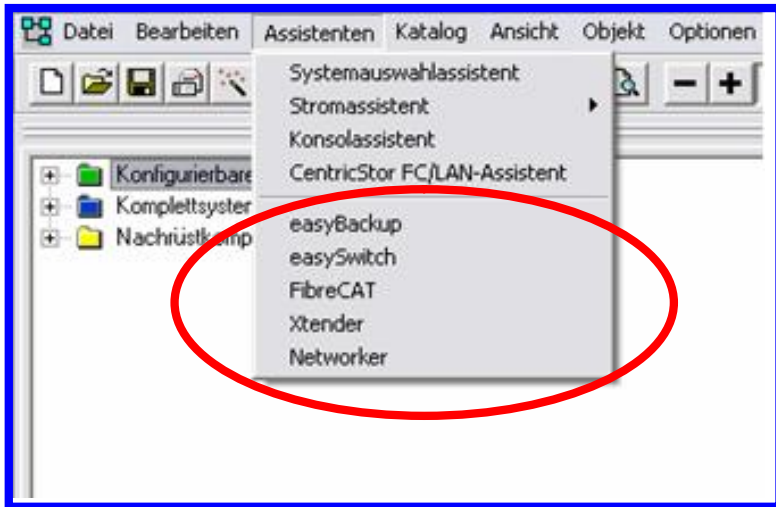 Datei Bearbeiten Assistenten Katalog Ansicht Objekt Optionen
Systemauswahlassistent
Stromassistent
Konsolassistent
CentricStor FC/LAN-Assistent
easyBackup
easySwitch
FibreCAT
Xtender
Networker
Konfigurierbare
Komplettsyster
Nachrüstkomp